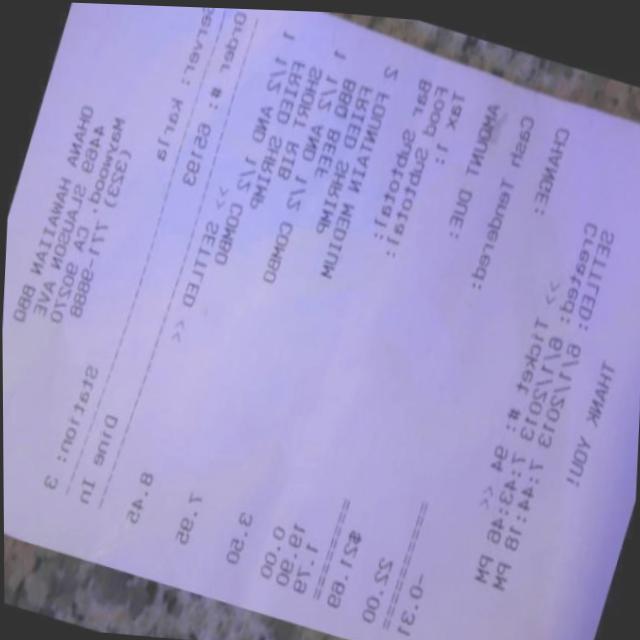 OHANA HAWAIIAN BBQ
SLAUSON AVE
Maywood, CA 90270
(323) 771-9888
Server: Karla Station: 3
Order #: 65193 Dine In
>> SETTLED <<
1 1/2 AND 1/2 COMBO 8.45
FRIED SHRIMP
SHORT RIB
1 1/2 AND 1/2 COMBO 7.95
BBQ BEEF
FRIED SHRIMP
2 FOUNTAIN MEDIUM 3.50
Bar Subtotal: 0.00
Food Subtotal: 19.90
Tax 1: 1.79
======
AMOUNT DUE: $21.69
Cash Tendered: 22.00
======
CHANGE: -0.31
>> Ticket #: 94 <<
Created: 6/1/2013 7:43:46 PM
SETTLED: 6/1/2013 7:44:18 PM
THANK YOU!